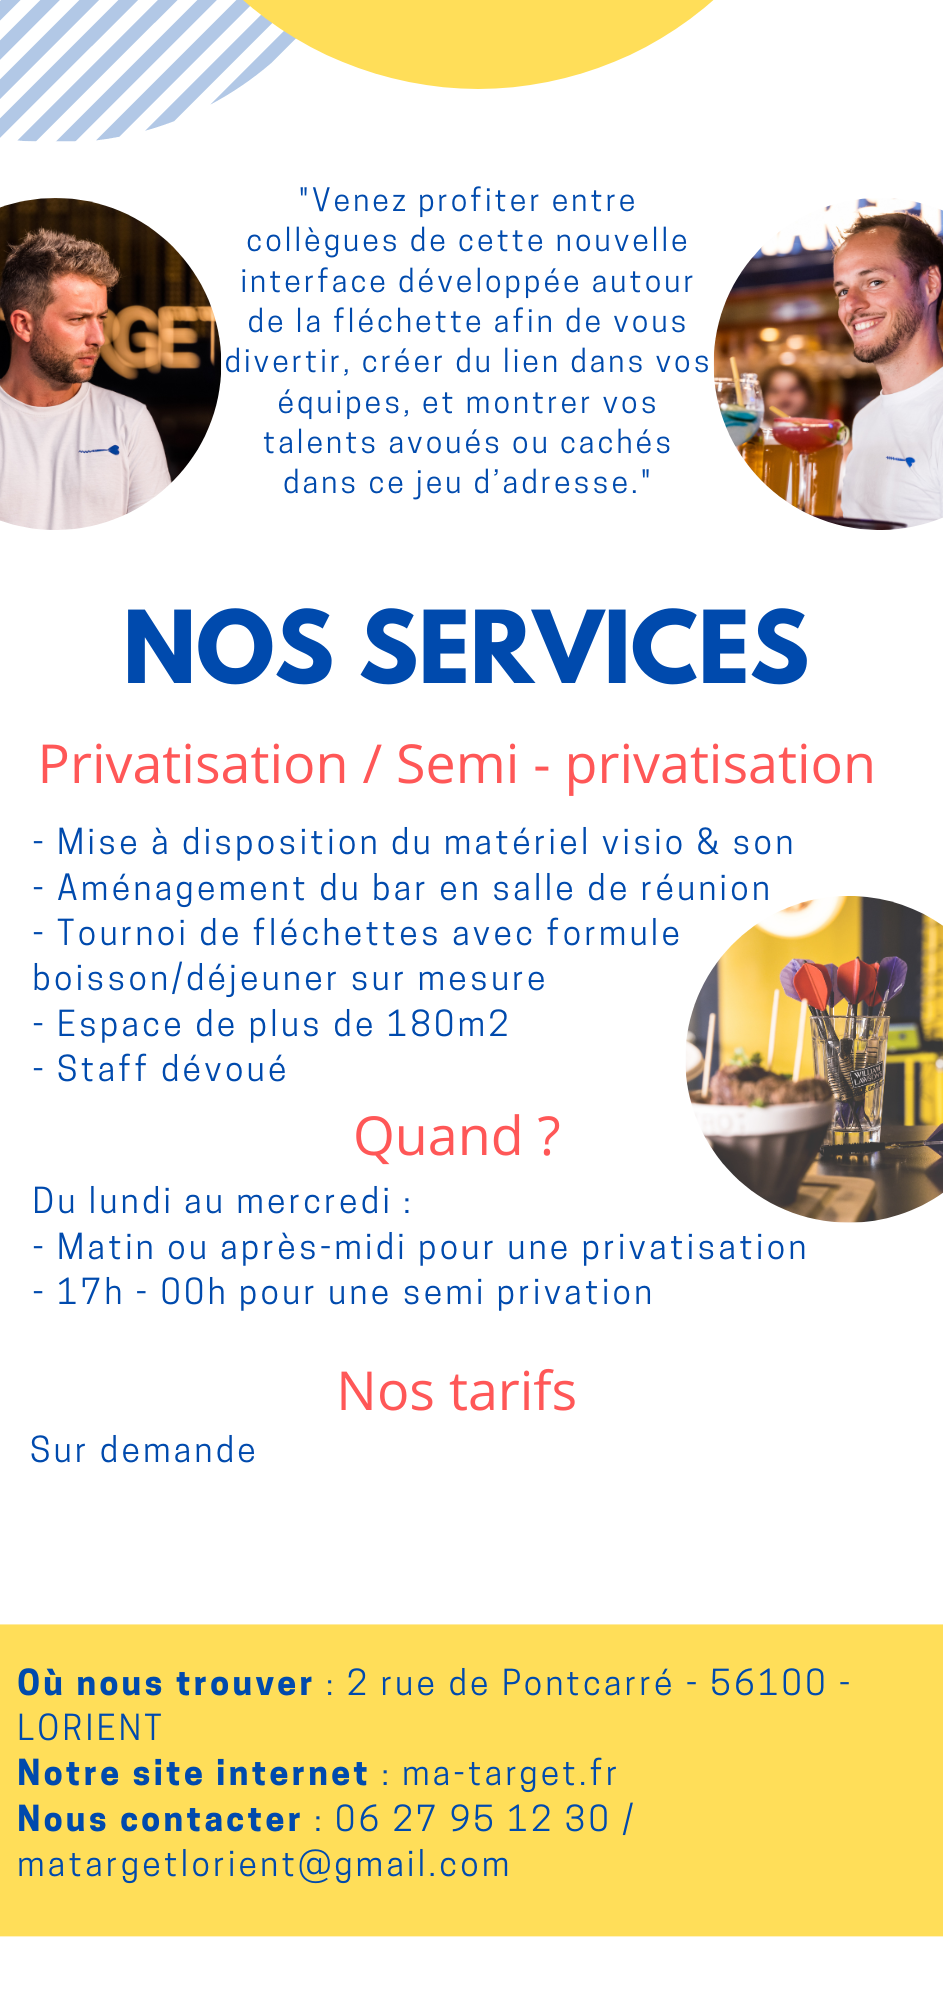 "Venez profiter entre
collègues de cette nouvelle
interface développée autour
de la fléchette afin de vous
divertir, créer du lien dans vos
équipes, et montrer vos
talents avoués ou cachés
dans ce jeu d’adresse."
RGET
NOS SERVICES
Privatisation / Semi - privatisation
- Mise à disposition du matériel visio & son
- Aménagement du bar en salle de réunion
- Tournoi de fléchettes avec formule
boisson/déjeuner sur mesure
- Espace de plus de 180m2
- Staff dévoué
WILLIAM
LAWSON'S
Quand ?
Du lundi au mercredi :
- Matin ou après-midi pour une privatisation
- 17h - 00h pour une semi privation
Nos tarifs
Sur demande
Où nous trouver : 2 rue de Pontcarré - 56100 -
LORIENT
Notre site internet : ma-target.fr
Nous contacter : 06 27 95 12 30 /
matargetlorient@gmail.com